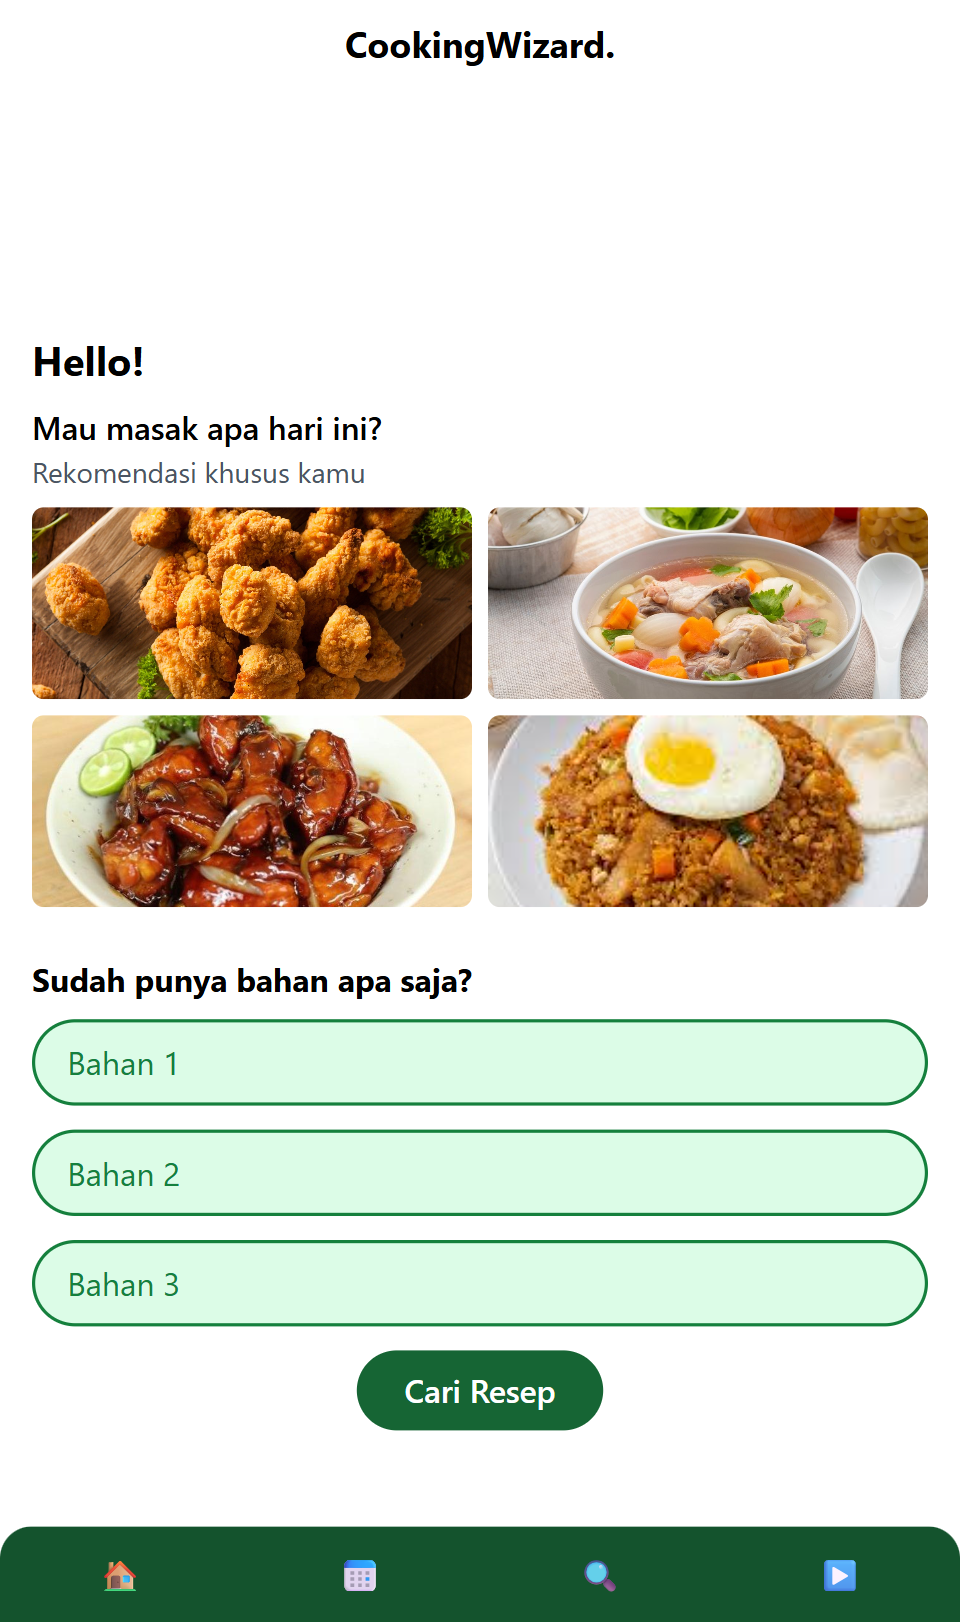 CookingWizard.
Hello!
Mau masak apa hari ini?
Rekomendasi khusus kamu
Sudah punya bahan apa saja?
Bahan 1
Bahan 2
Bahan 3
Cari Resep